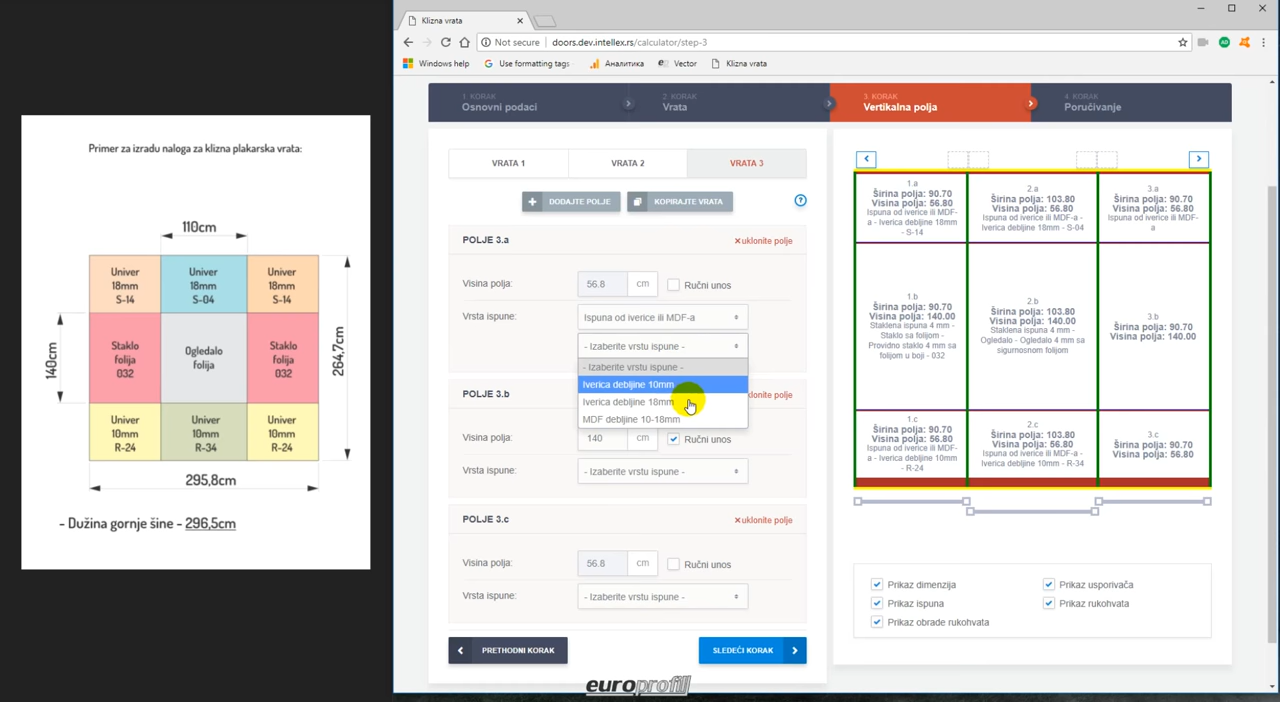 Primer za izradu naloga za klizna plakarska vrata:
110cm
Univer
18mm
S-14
Univer
18mm
S-04
Univer
18mm
S-14
140cm
Staklo
folija
032
Ogledalo
folija
Staklo
folija
032
264,7cm
Univer
10mm
R-24
Univer
10mm
R-34
Univer
10mm
R-24
295,8cm
- Dužina gornje šine - 296,5cm
Klizna vrata
Not secure | doors.dev.intellex.rs/calculator/step-3
Windows help
Use formatting tags
Аналитика
Vector
Klizna vrata
1. KORAK
Osnovni podaci
2. KORAK
Vrata
3. KORAK
Vertikalna polja
4. KORAK
Poručivanje
VRATA 1
VRATA 2
VRATA 3
DODAJTE POLJE
KOPIRAJTE VRATA
POLJE 3.a
uklonite polje
Visina polja:
56.8
cm
Ručni unos
Vrsta ispune:
Ispuna od iverice ili MDF-a
- Izaberite vrstu ispune -
- Izaberite vrstu ispune -
Iverica debljine 10mm
Iverica debljine 18mm
MDF debljine 10-18mm
POLJE 3.b
uklonite polje
Visina polja:
140
cm
Ručni unos
Vrsta ispune:
- Izaberite vrstu ispune -
POLJE 3.c
uklonite polje
Visina polja:
56.8
cm
Ručni unos
Vrsta ispune:
- Izaberite vrstu ispune -
PRETHODNI KORAK
SLEDEĆI KORAK
1.a
Širina polja: 90.70
Visina polja: 56.80
Ispuna od iverice ili MDF-
a - Iverica debljine 18mm
- S-14
2.a
Širina polja: 103.80
Visina polja: 56.80
Ispuna od iverice ili MDF-a -
Iverica debljine 18mm - S-04
3.a
Širina polja: 90.70
Visina polja: 56.80
Ispuna od iverice ili MDF-
a
1.b
Širina polja: 90.70
Visina polja: 140.00
Staklena ispuna 4 mm -
Staklo sa folijom -
Providno staklo 4 mm sa
folijom u boji - 032
2.b
Širina polja: 103.80
Visina polja: 140.00
Staklena ispuna 4 mm -
Ogledalo - Ogledalo 4 mm sa
sigurnosnom folijom
3.b
Širina polja: 90.70
Visina polja: 140.00
1.c
Širina polja: 90.70
Visina polja: 56.80
Ispuna od iverice ili MDF-
a - Iverica debljine 10mm
- R-24
2.c
Širina polja: 103.80
Visina polja: 56.80
Ispuna od iverice ili MDF-a -
Iverica debljine 10mm - R-34
3.c
Širina polja: 90.70
Visina polja: 56.80
Prikaz dimenzija
Prikaz usporivača
Prikaz ispuna
Prikaz rukohvata
Prikaz obrade rukohvata
europrofill